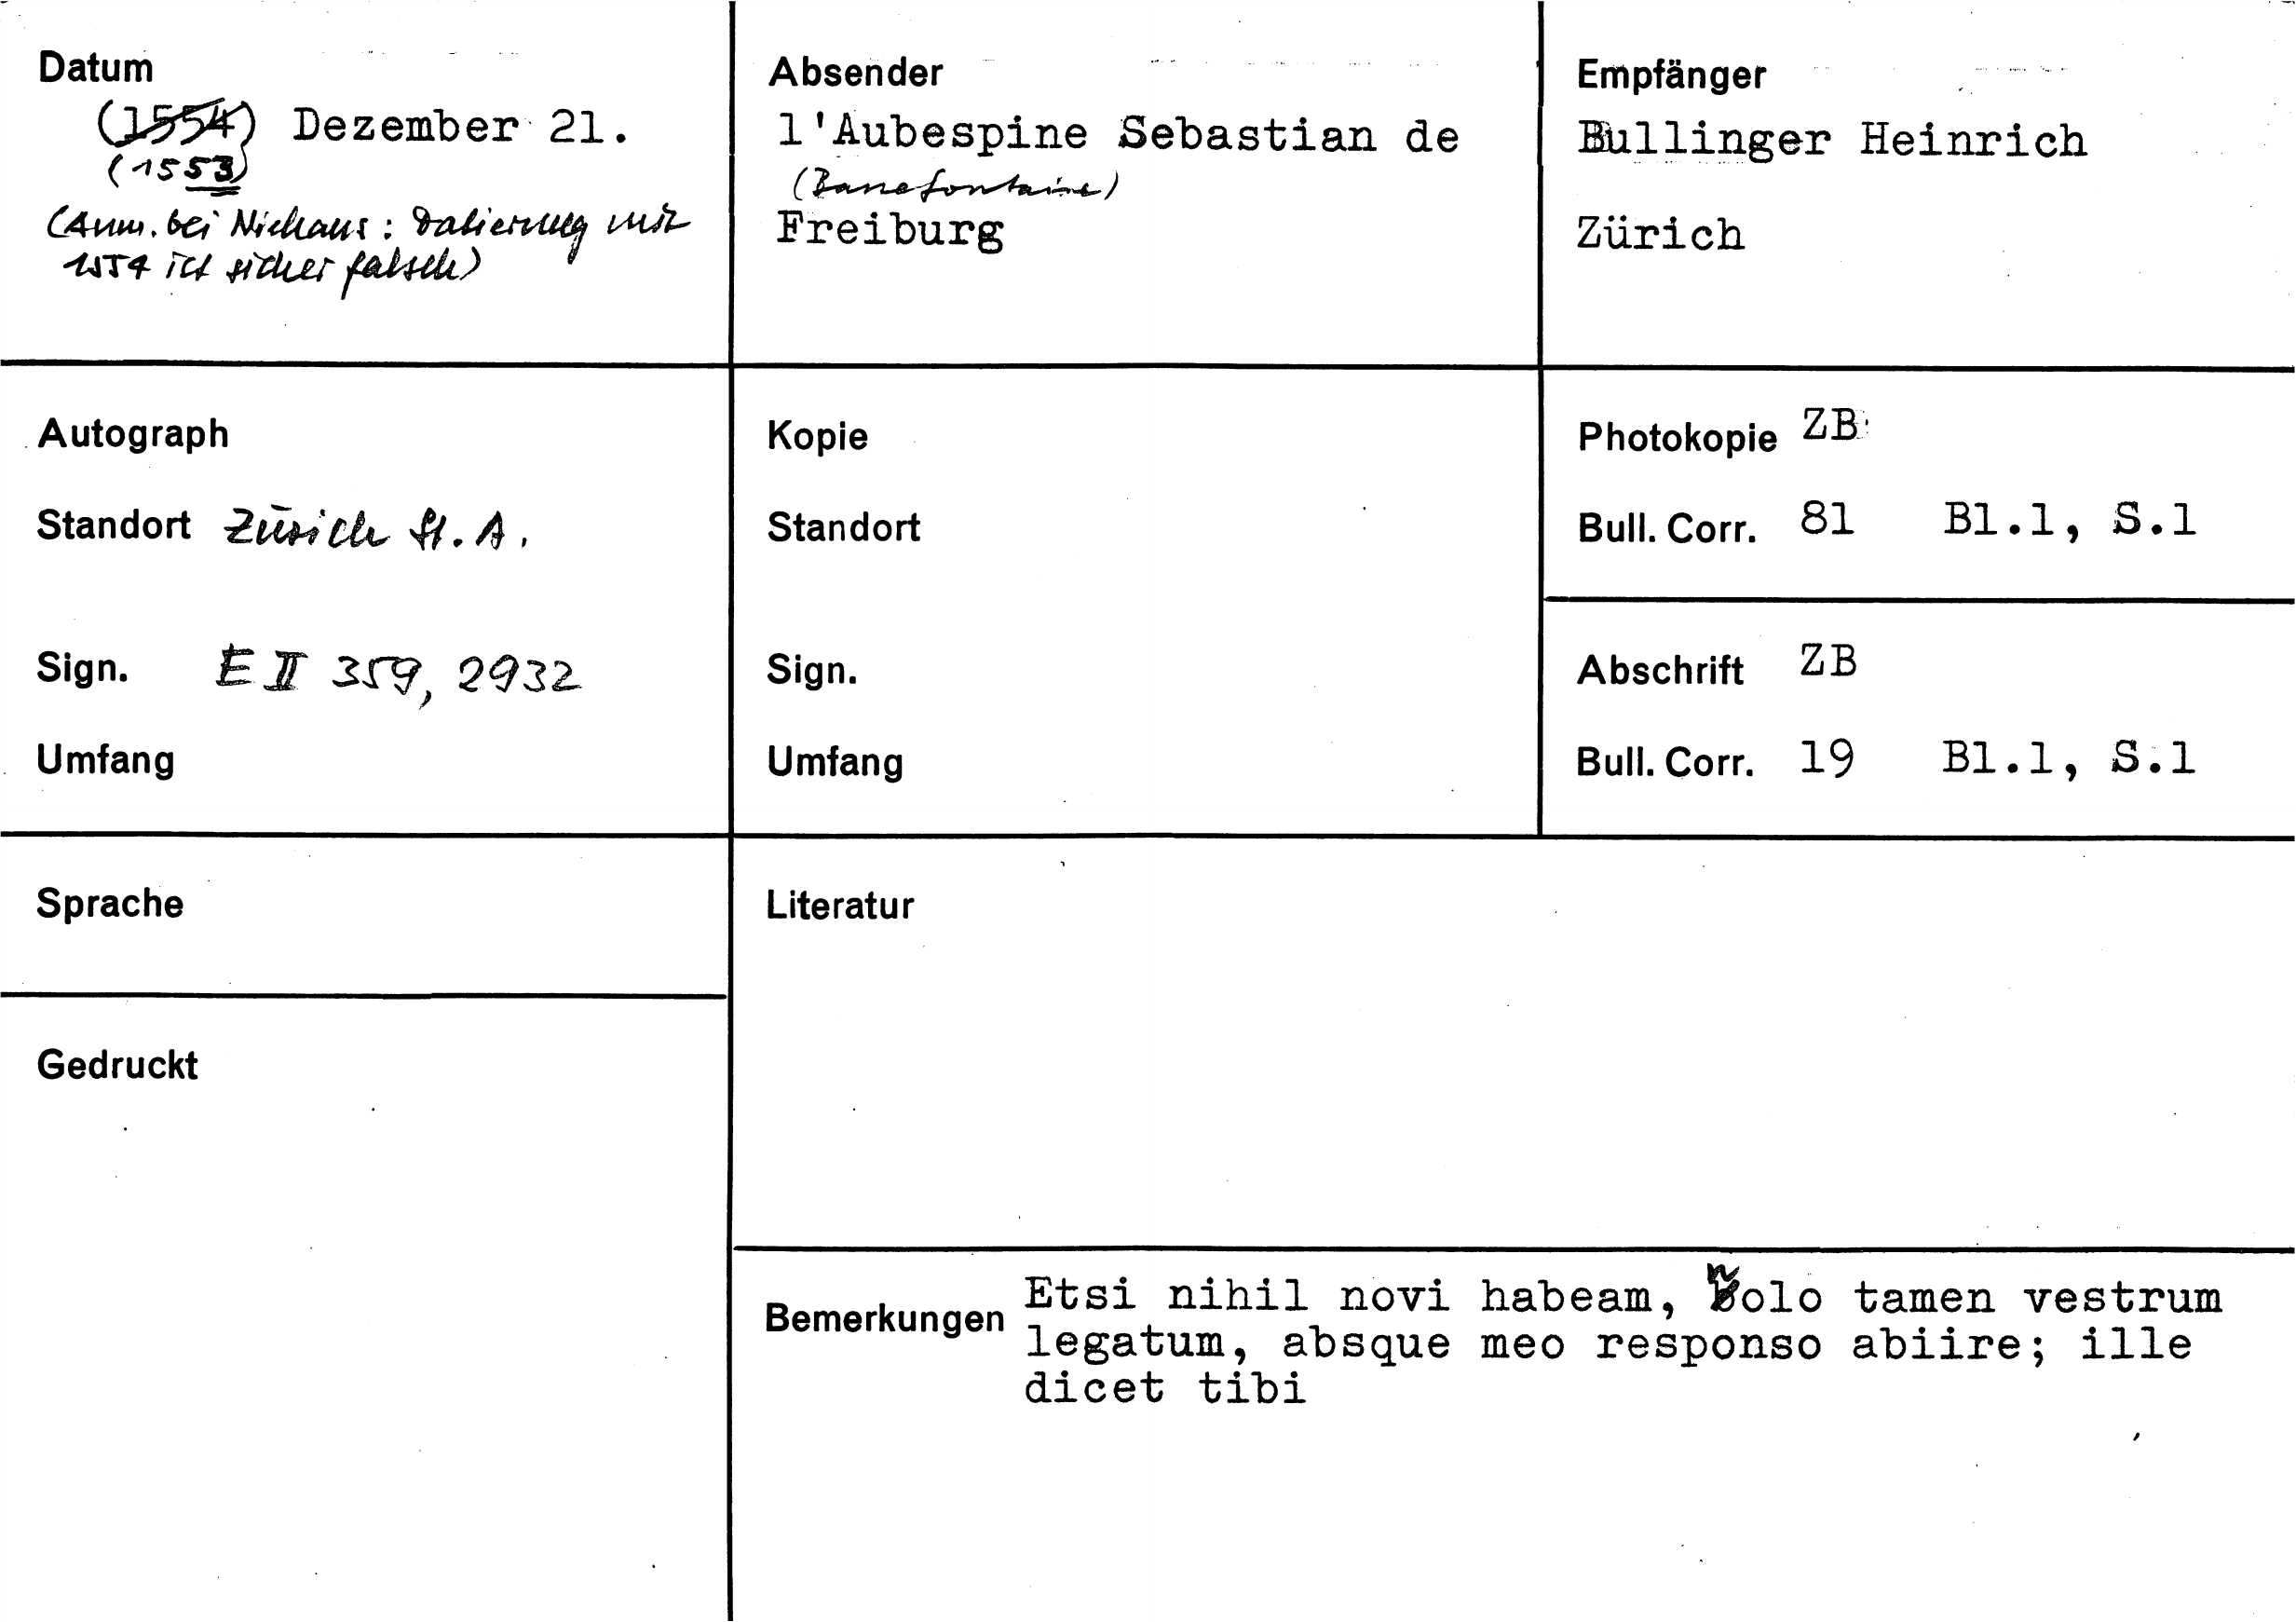 Datum
(1554) Dezember 21.
(1553)
(Anm. bei Niehaus: Datierung mit
1554 ist sicher falsch)
Absender
l'Aubespine Sebastian de
(Bassefontaine)
Freiburg
Empfänger
Bullinger Heinrich
Zürich
Autograph
Standort Zürich St. A.
Sign. E II 359, 2932
Umfang
Kopie
Standort
Sign.
Umfang
Photokopie ZB
Bull. Corr. 81 Bl.1, S.1
Abschrift ZB
Bull. Corr. 19 Bl.1, S.1
Sprache
Gedruckt
Literatur
Bemerkungen Etsi nihil novi habeam, nolo tamen vestrum
legatum, absque meo responso abiire; ille
dicet tibi